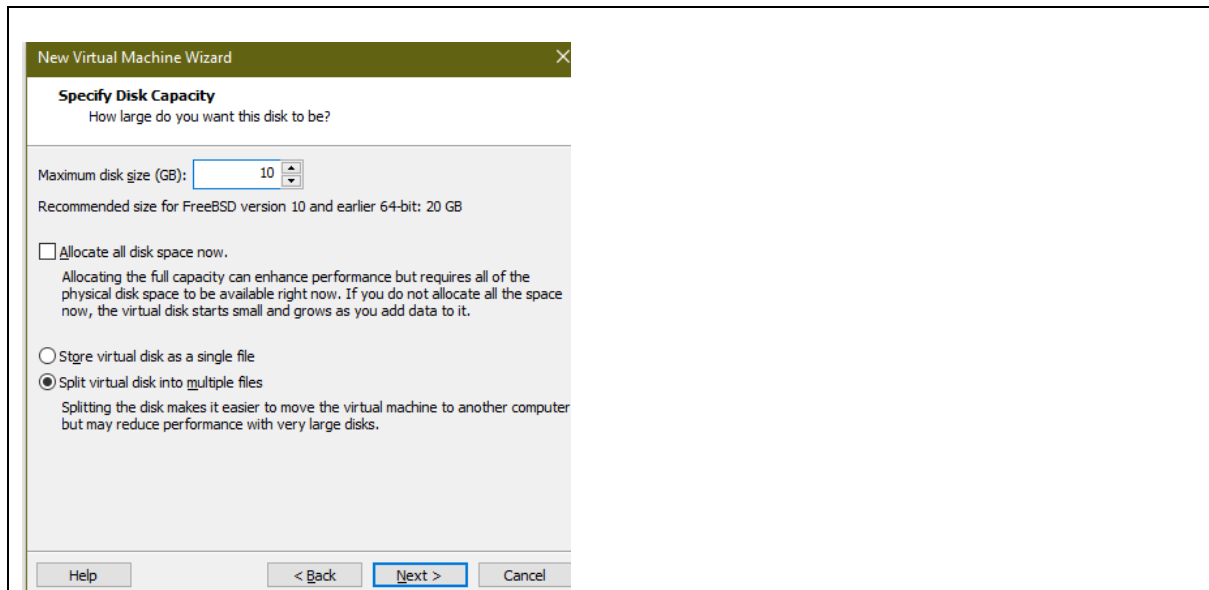 New Virtual Machine Wizard
Specify Disk Capacity
How large do you want this disk to be?
Maximum disk size (GB): 10
Recommended size for FreeBSD version 10 and earlier 64-bit: 20 GB
Allocate all disk space now.
Allocating the full capacity can enhance performance but requires all of the
physical disk space to be available right now. If you do not allocate all the space
now, the virtual disk starts small and grows as you add data to it.
Store virtual disk as a single file
Split virtual disk into multiple files
Splitting the disk makes it easier to move the virtual machine to another computer
but may reduce performance with very large disks.
Help < Back Next > Cancel